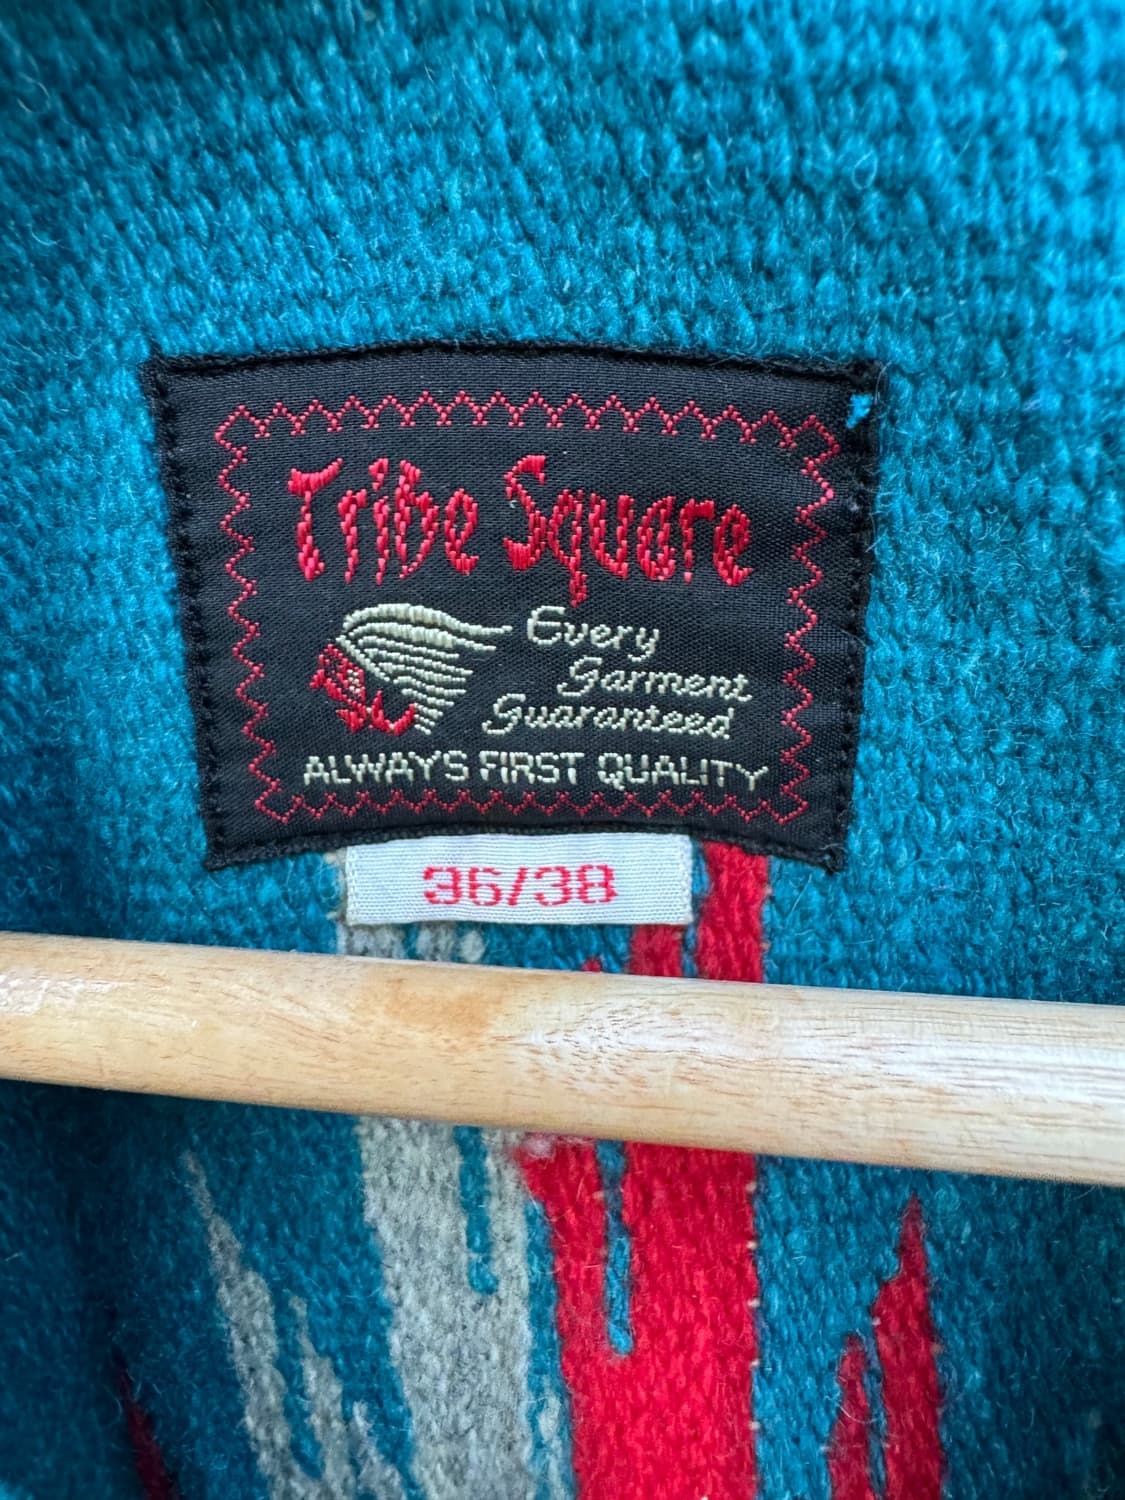 Tribe Square
Every
Garment
Guaranteed
ALWAYS FIRST QUALITY
36/38